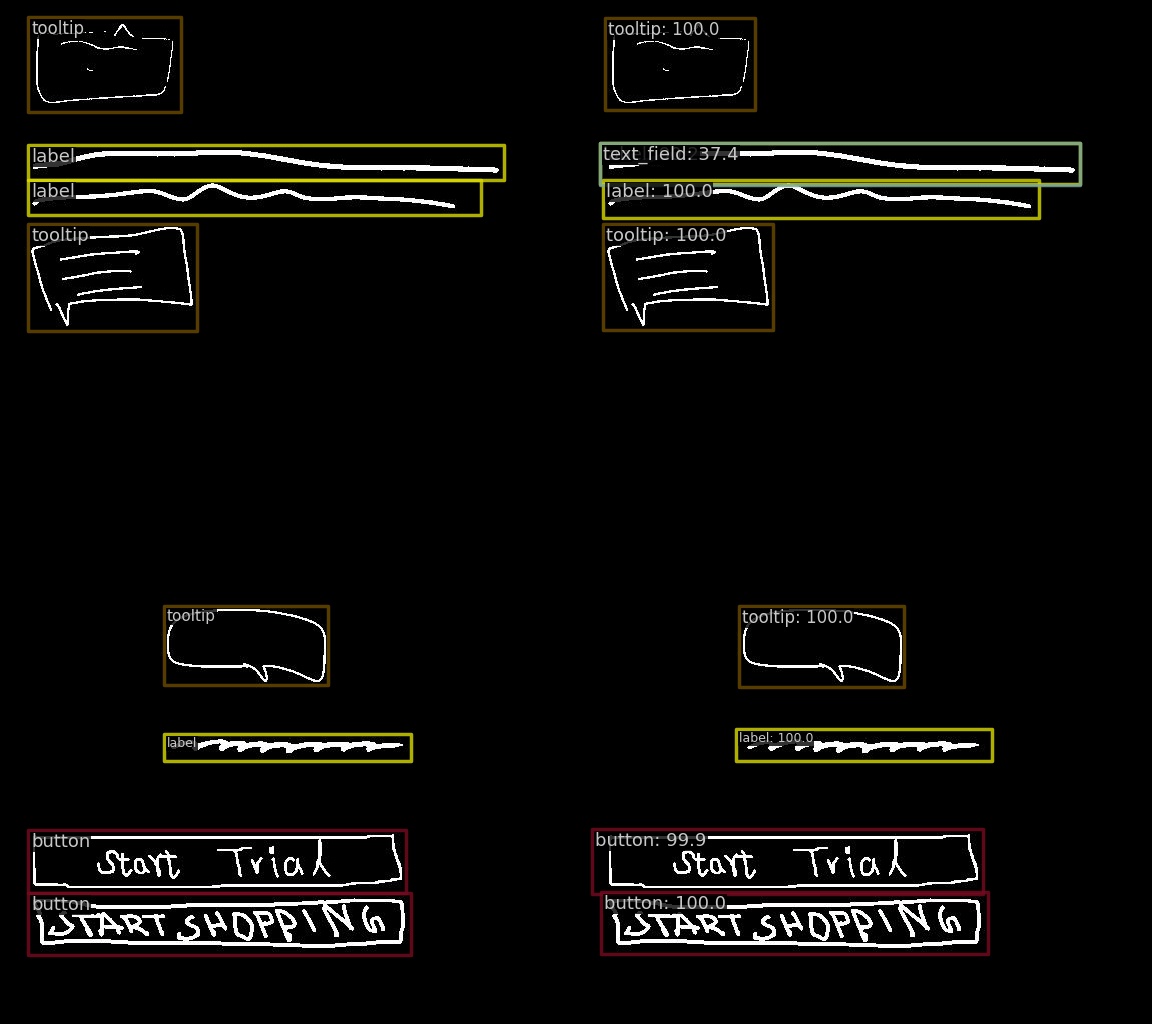 tooltip tooltip: 100.0
label text_field: 37.4
label label: 100.0
tooltip tooltip: 100.0
tooltip tooltip: 100.0
label label: 100.0
button button: 99.9
Start Trial Start Trial
button button: 100.0
START SHOPPING START SHOPPING